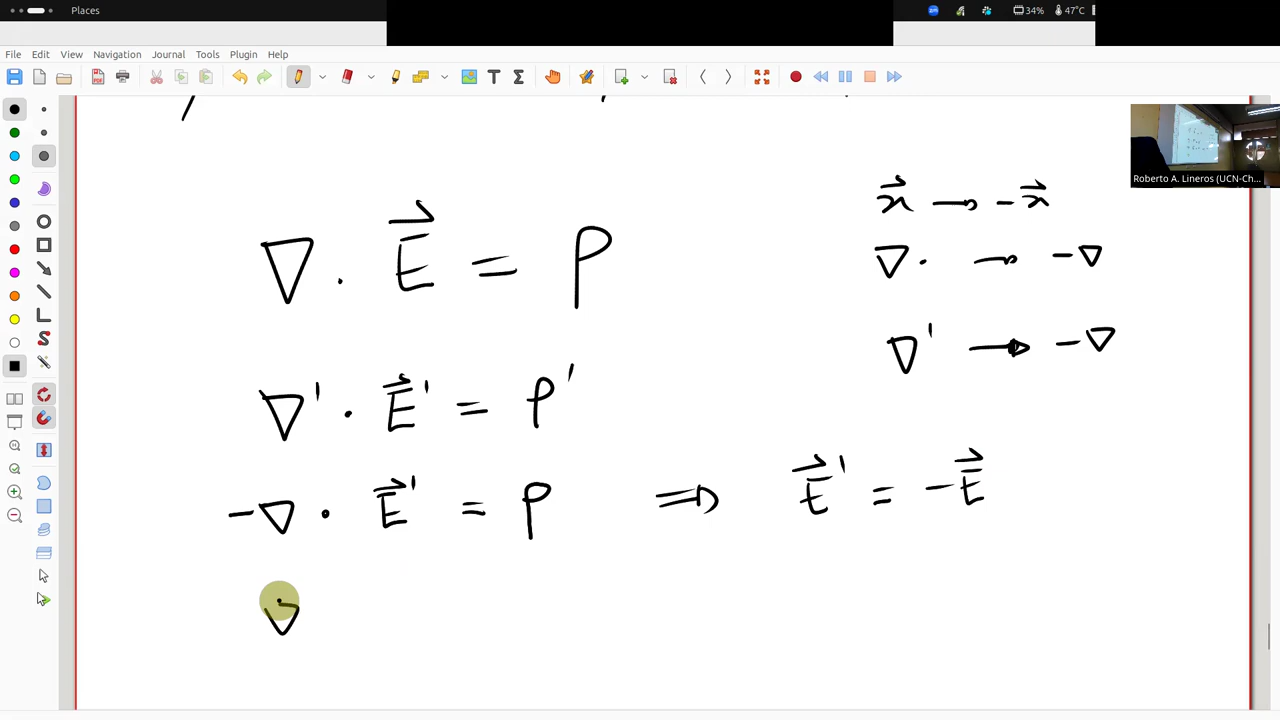 Places
34% 47°C
File Edit View Navigation Journal Tools Plugin Help
Roberto A. Lineros (UCN-Ch...
x⃗ → -x⃗
∇· → -∇
∇' → -∇
∇ · E⃗ = ρ
∇' · E⃗' = ρ'
-∇ · E⃗' = ρ ⇒ E⃗' = -E⃗
∇